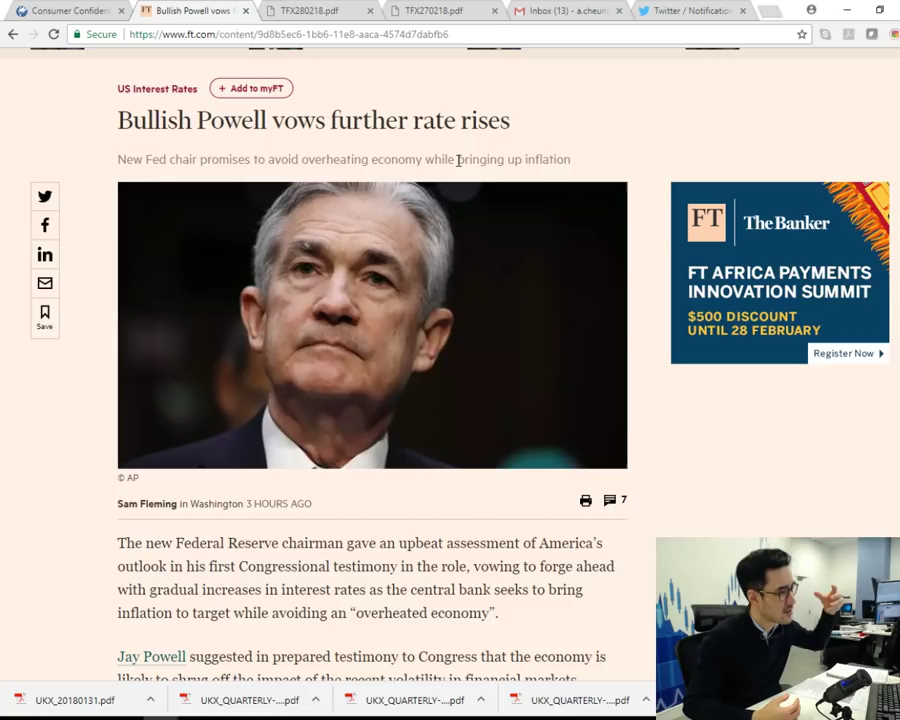 Consumer Confiden
Bullish Powell vows f
TFX280218.pdf
TFX270218.pdf
Inbox (13) - a.cheun
Twitter / Notificatio
Secure
https://www.ft.com/content/9d8b5ec6-1bb6-11e8-aaca-4574d7dabfb6
US Interest Rates
+ Add to myFT
Bullish Powell vows further rate rises
New Fed chair promises to avoid overheating economy while bringing up inflation
Save
FT
The Banker
FT AFRICA PAYMENTS
INNOVATION SUMMIT
$500 DISCOUNT
UNTIL 28 FEBRUARY
Register Now
© AP
Sam Fleming in Washington 3 HOURS AGO
7
The new Federal Reserve chairman gave an upbeat assessment of America’s
outlook in his first Congressional testimony in the role, vowing to forge ahead
with gradual increases in interest rates as the central bank seeks to bring
inflation to target while avoiding an “overheated economy”.
Jay Powell suggested in prepared testimony to Congress that the economy is
likely to shrug off the impact of the recent volatility in financial markets
UKX_20180131.pdf
UKX_QUARTERLY-....pdf
UKX_QUARTERLY-....pdf
UKX_QUARTERLY-....pdf